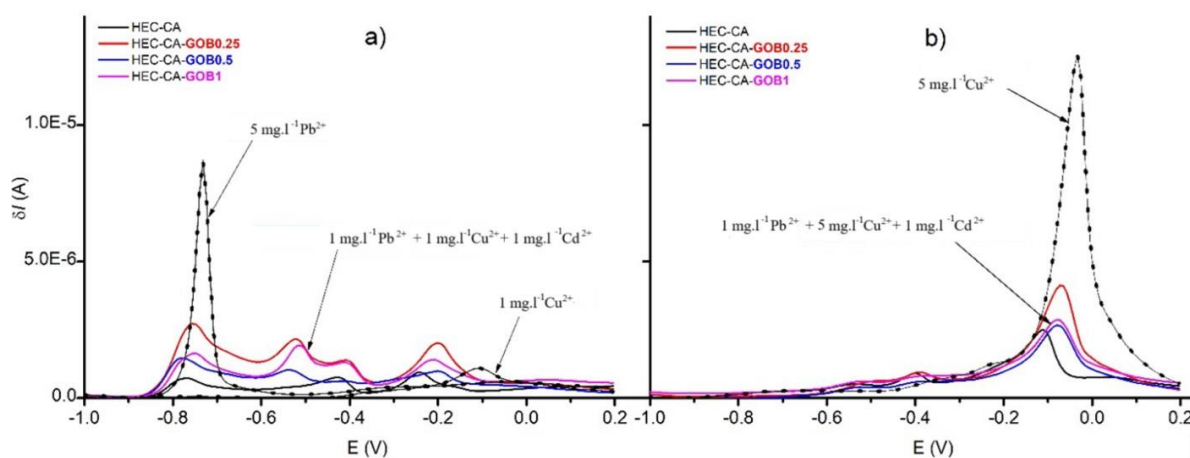 HEC-CA
HEC-CA-GOB0.25
HEC-CA-GOB0.5
HEC-CA-GOB1
a)
5 mg.l⁻¹Pb²⁺
1 mg.l⁻¹Pb²⁺ + 1 mg.l⁻¹Cu²⁺ + 1 mg.l⁻¹Cd²⁺
1 mg.l⁻¹Cu²⁺
1.0E-5
5.0E-6
0.0
δI (A)
-1.0 -0.8 -0.6 -0.4 -0.2 0.0 0.2
E (V)
HEC-CA
HEC-CA-GOB0.25
HEC-CA-GOB0.5
HEC-CA-GOB1
b)
5 mg.l⁻¹Cu²⁺
1 mg.l⁻¹Pb²⁺ + 5 mg.l⁻¹Cu²⁺ + 1 mg.l⁻¹Cd²⁺
-1.0 -0.8 -0.6 -0.4 -0.2 0.0 0.2
E (V)